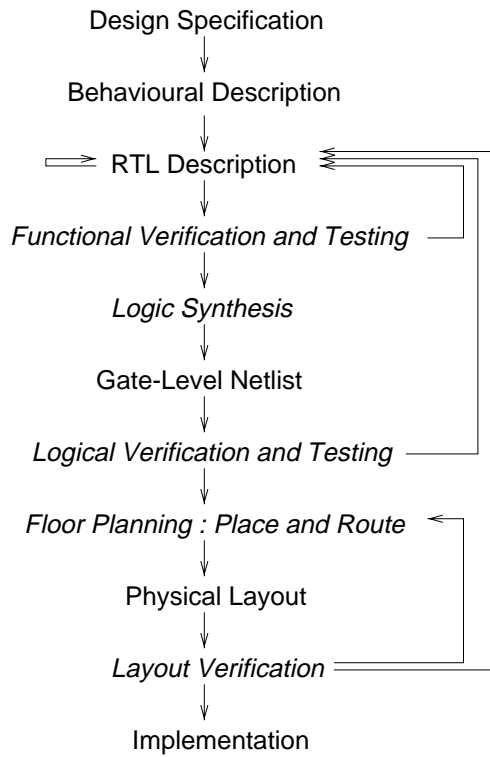 Design Specification
Behavioural Description
RTL Description
Functional Verification and Testing
Logic Synthesis
Gate-Level Netlist
Logical Verification and Testing
Floor Planning : Place and Route
Physical Layout
Layout Verification
Implementation